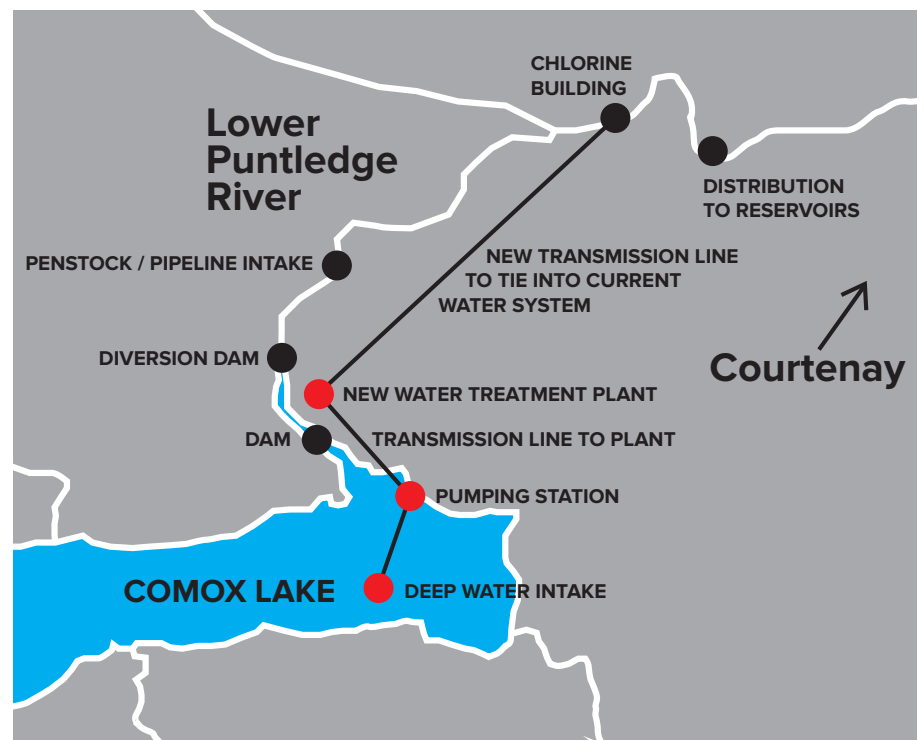 CHLORINE
BUILDING
Lower
Puntledge
River
DISTRIBUTION
TO RESERVOIRS
PENSTOCK / PIPELINE INTAKE
NEW TRANSMISSION LINE
TO TIE INTO CURRENT
WATER SYSTEM
DIVERSION DAM
Courtenay
NEW WATER TREATMENT PLANT
DAM
TRANSMISSION LINE TO PLANT
PUMPING STATION
COMOX LAKE
DEEP WATER INTAKE